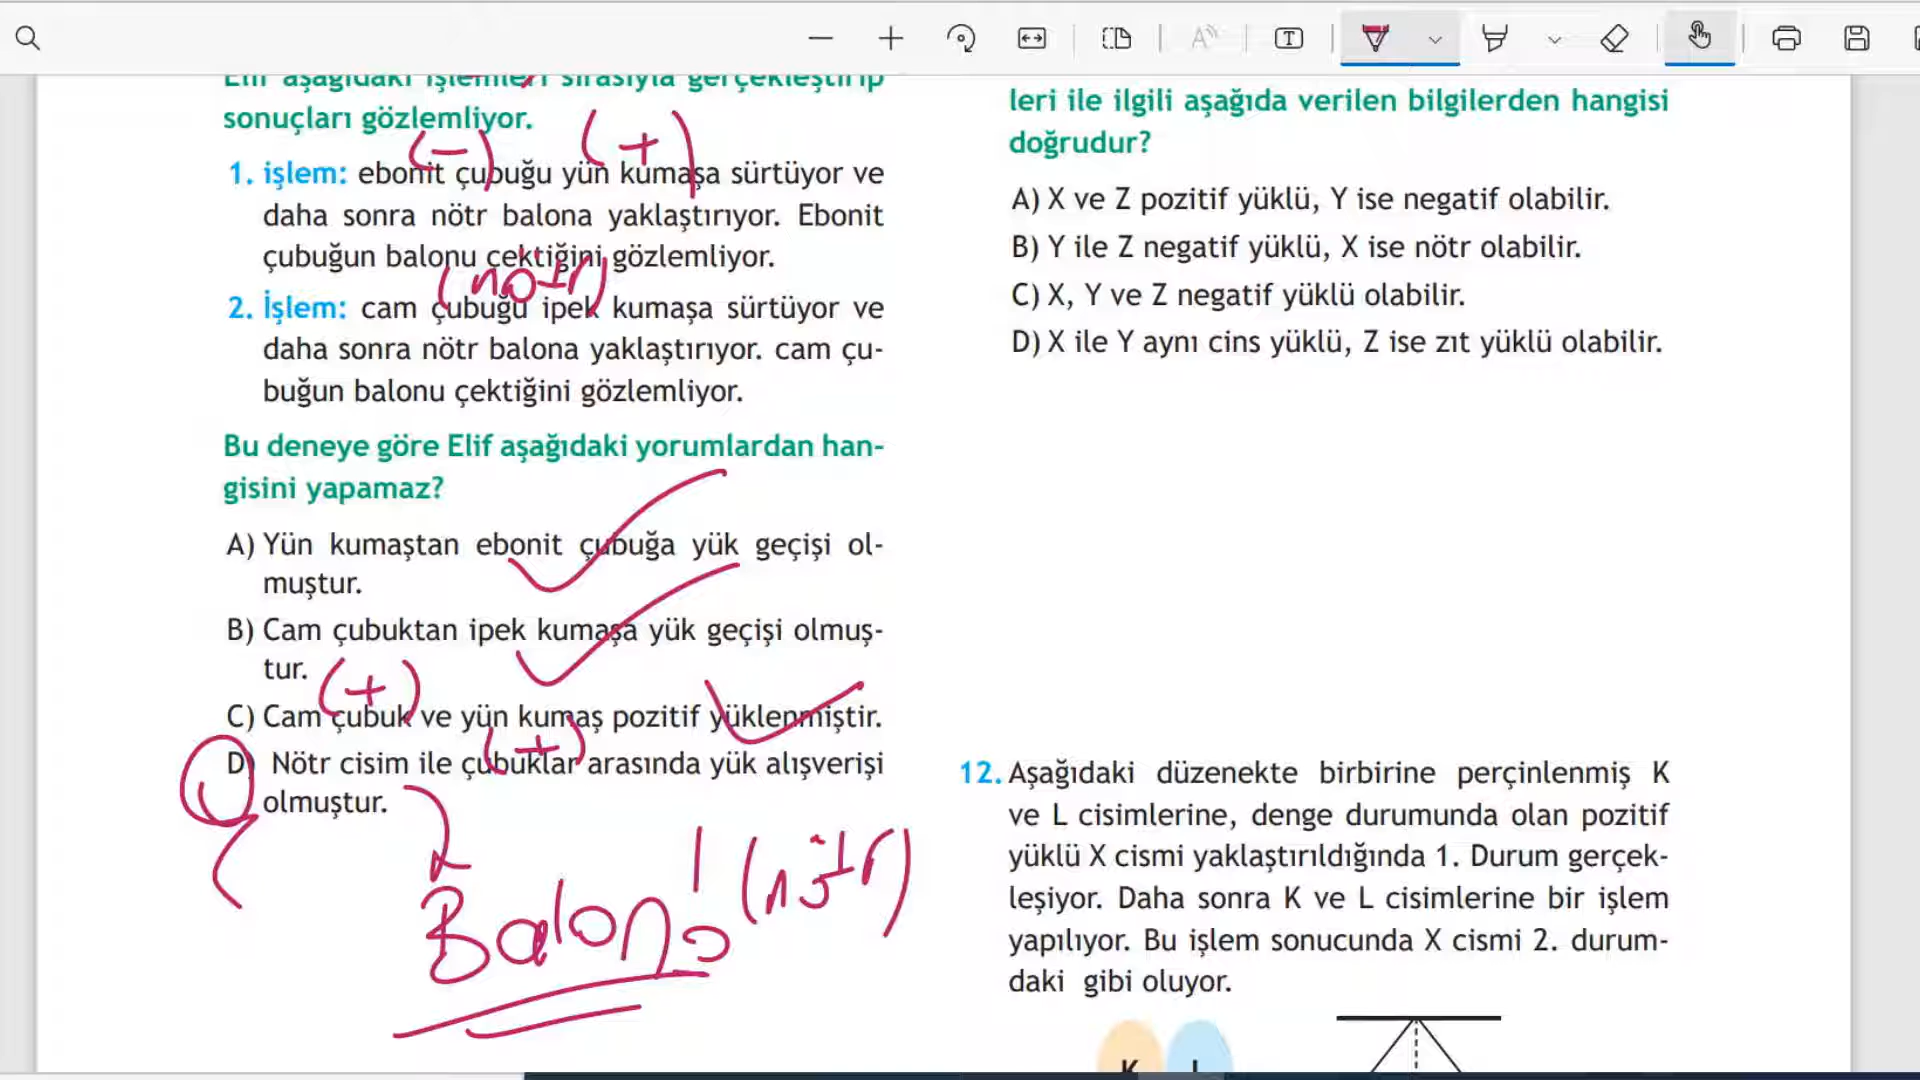 Elif aşağıdaki işlemleri sırasıyla gerçekleştirip
sonuçları gözlemliyor.
(-) (+)
1. işlem: ebonit çubuğu yün kumaşa sürtüyor ve
daha sonra nötr balona yaklaştırıyor. Ebonit
çubuğun balonu çektiğini gözlemliyor.
(nötr)
2. İşlem: cam çubuğu ipek kumaşa sürtüyor ve
daha sonra nötr balona yaklaştırıyor. cam çu-
buğun balonu çektiğini gözlemliyor.
Bu deneye göre Elif aşağıdaki yorumlardan han-
gisini yapamaz?
A) Yün kumaştan ebonit çubuğa yük geçişi ol-
muştur.
B) Cam çubuktan ipek kumaşa yük geçişi olmuş-
tur.
(+)
C) Cam çubuk ve yün kumaş pozitif yüklenmiştir.
(+)
D) Nötr cisim ile çubuklar arasında yük alışverişi
olmuştur.
Balon (nötr)
leri ile ilgili aşağıda verilen bilgilerden hangisi
doğrudur?
A) X ve Z pozitif yüklü, Y ise negatif olabilir.
B) Y ile Z negatif yüklü, X ise nötr olabilir.
C) X, Y ve Z negatif yüklü olabilir.
D) X ile Y aynı cins yüklü, Z ise zıt yüklü olabilir.
12. Aşağıdaki düzenekte birbirine perçinlenmiş K
ve L cisimlerine, denge durumunda olan pozitif
yüklü X cismi yaklaştırıldığında 1. Durum gerçek-
leşiyor. Daha sonra K ve L cisimlerine bir işlem
yapılıyor. Bu işlem sonucunda X cismi 2. durum-
daki gibi oluyor.
K L